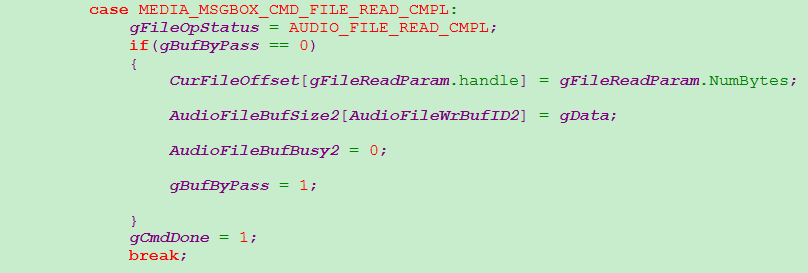 case MEDIA_MSGBOX_CMD_FILE_READ_CMPL:
gFileOpStatus = AUDIO_FILE_READ_CMPL;
if(gBufByPass == 0)
{
CurFileOffset[gFileReadParam.handle] = gFileReadParam.NumBytes;
AudioFileBufSize2[AudioFileWrBufID2] = gData;
AudioFileBufBusy2 = 0;
gBufByPass = 1;
}
gCmdDone = 1;
break;